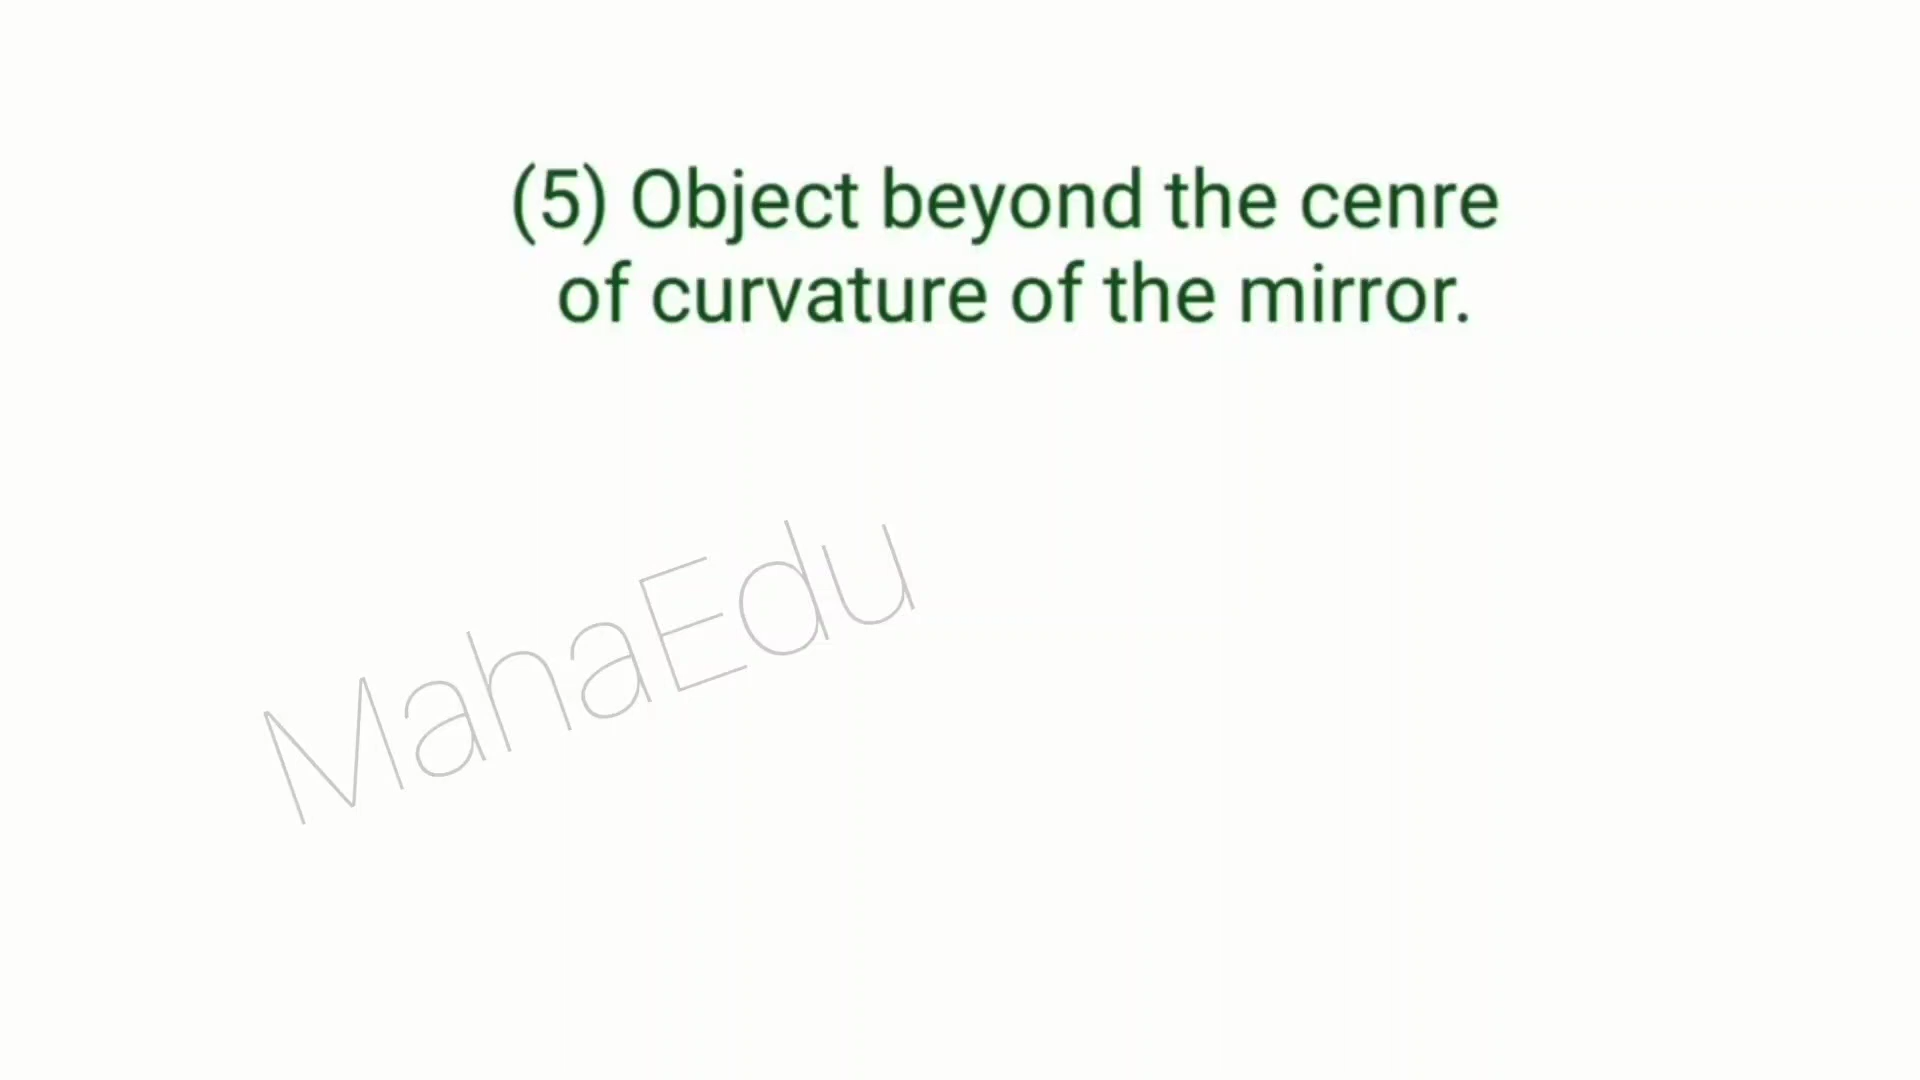 (5) Object beyond the cenre
of curvature of the mirror.
MahaEdu